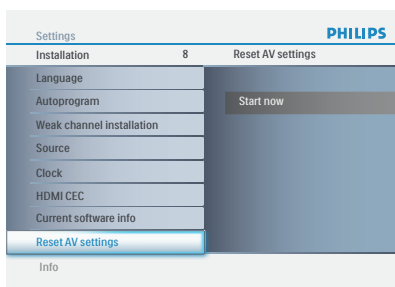 Settings
PHILIPS
Installation 8 Reset AV settings
Language
Autoprogram
Start now
Weak channel installation
Source
Clock
HDMI CEC
Current software info
Reset AV settings
Info